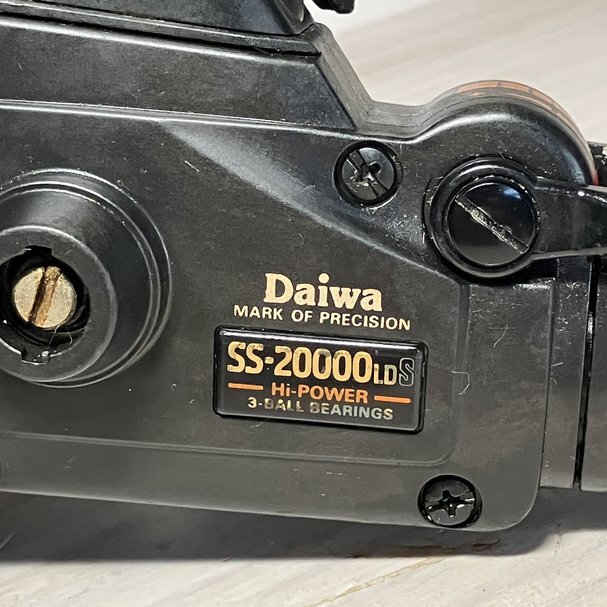 Daiwa
MARK OF PRECISION
SS-20000LDS
Hi-POWER
3-BALL BEARINGS